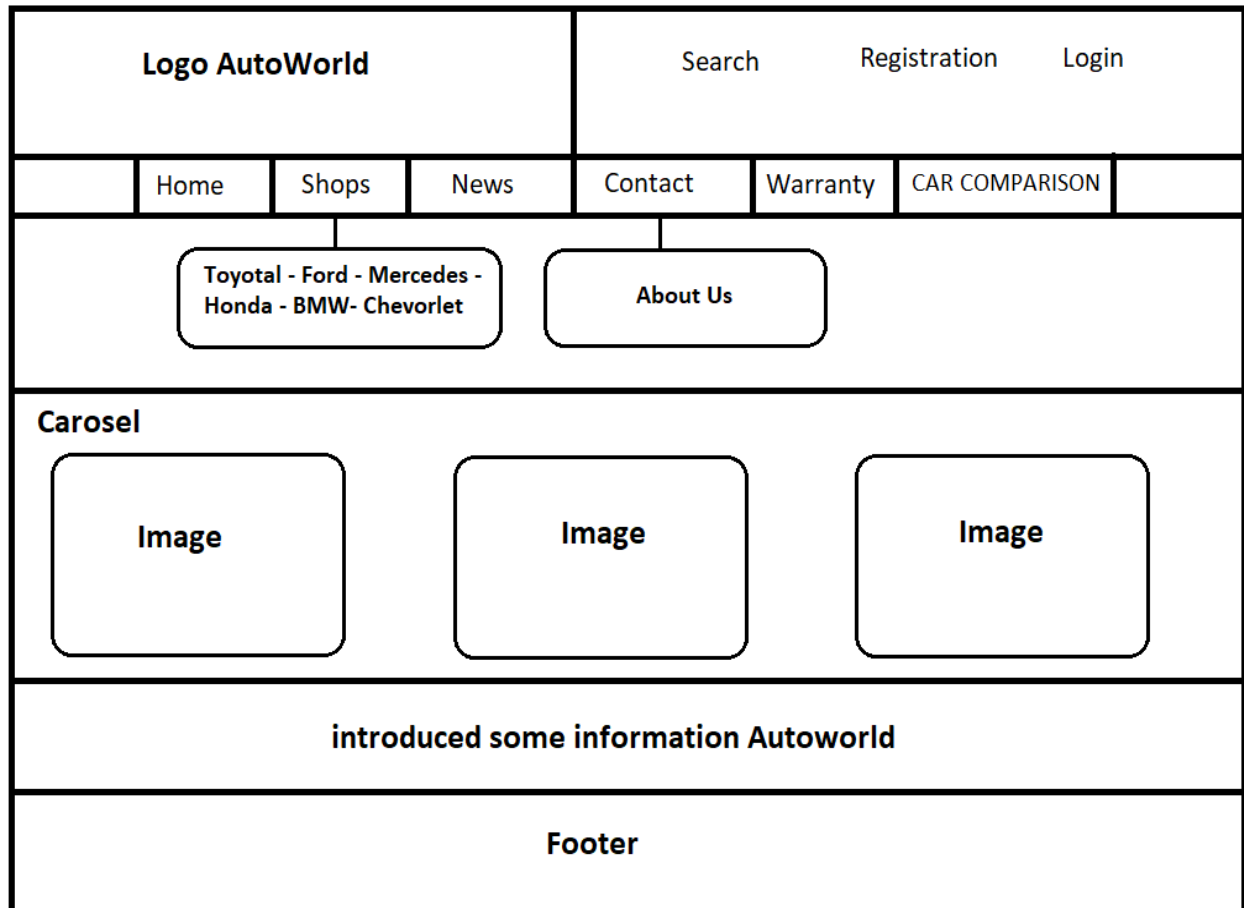 Logo AutoWorld
Search
Registration
Login
Home
Shops
News
Contact
Warranty
CAR COMPARISON
Toyotal - Ford - Mercedes -
Honda - BMW- Chevorlet
About Us
Carosel
Image
Image
Image
introduced some information Autoworld
Footer